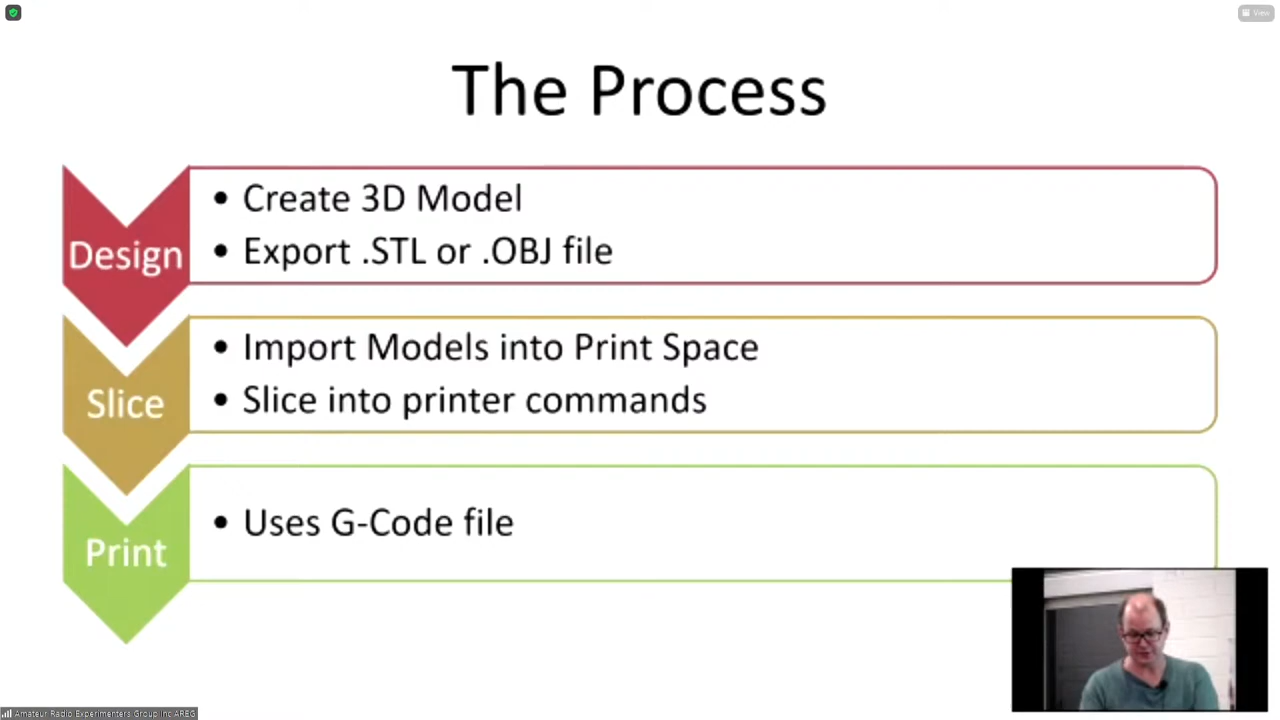 View
The Process
Design
• Create 3D Model
• Export .STL or .OBJ file
Slice
• Import Models into Print Space
• Slice into printer commands
Print
• Uses G-Code file
Amateur Radio Experimenters Group Inc AREG